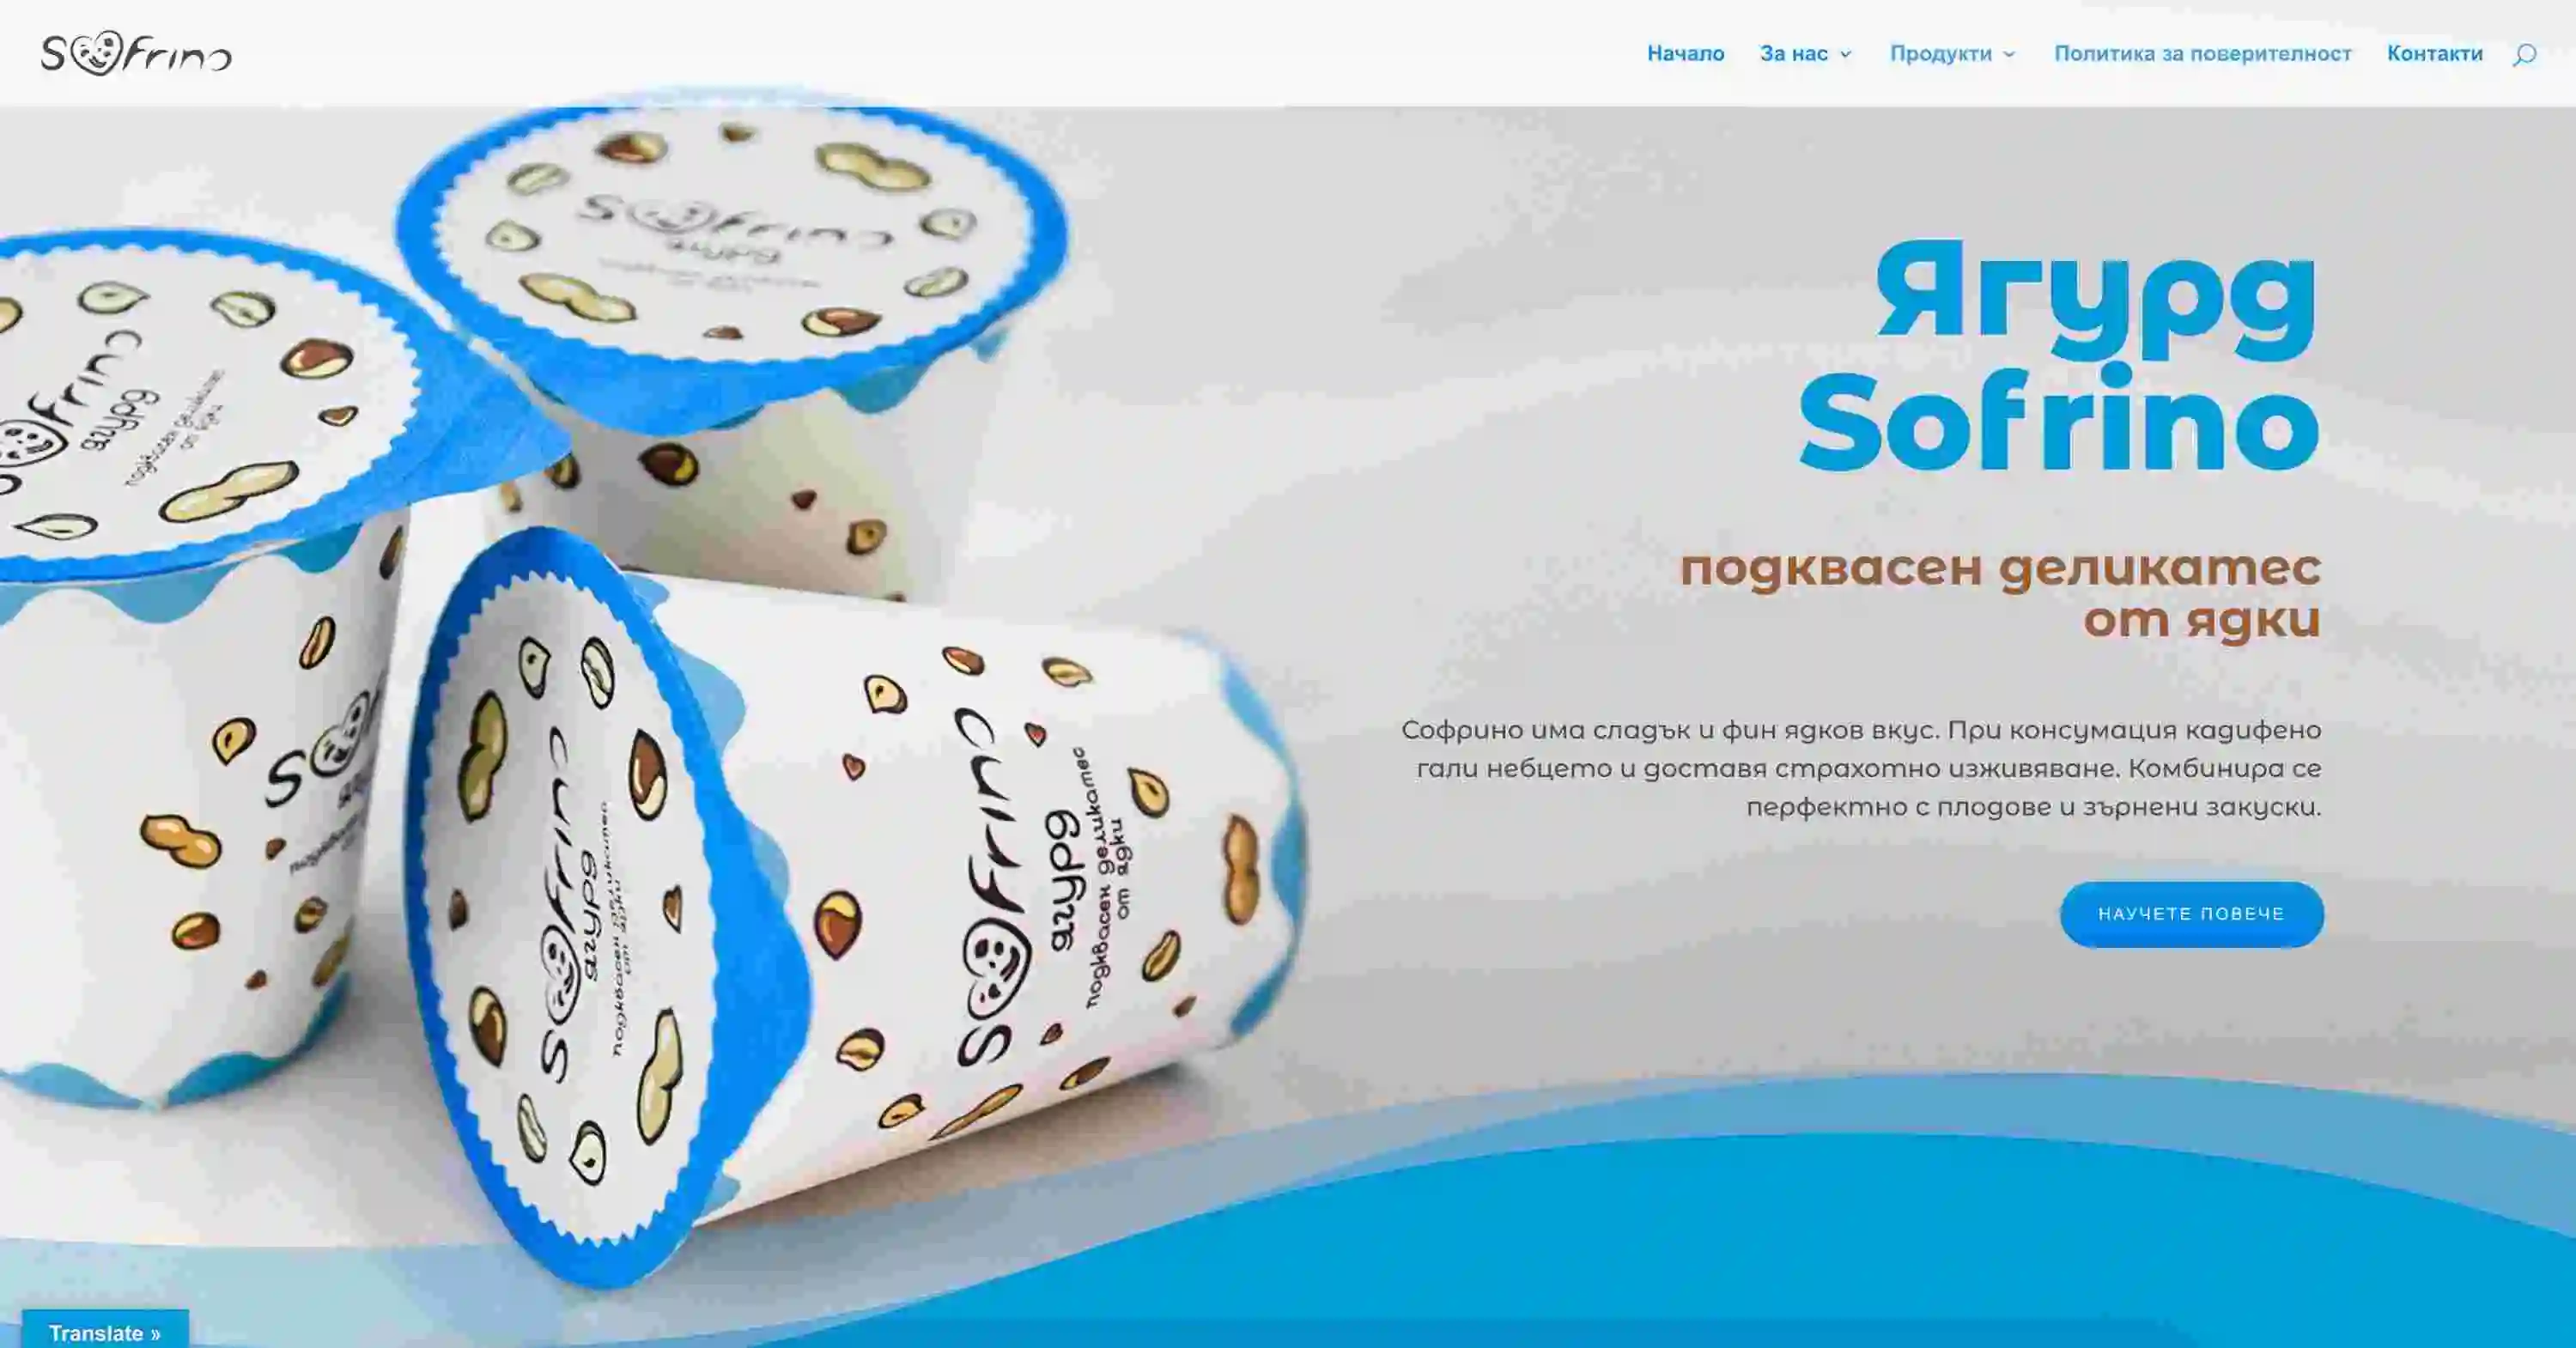 Sofrino
Начало
За нас
Продукти
Политика за поверителност
Контакти
Ягурд
Sofrino
подквасен деликатес
от ядки
Софрино има сладък и фин ядков вкус. При консумация кадифено
гали небцето и доставя страхотно изживяване. Комбинира се
перфектно с плодове и зърнени закуски.
НАУЧЕТЕ ПОВЕЧЕ
Sofrino
ягурд
Sofrino
ягурд
подквасен деликатес
от ядки
Sofrino
ягурд
подквасен деликатес
от ядки
Sofrino
ягурд
подквасен деликатес
от ядки
Translate »